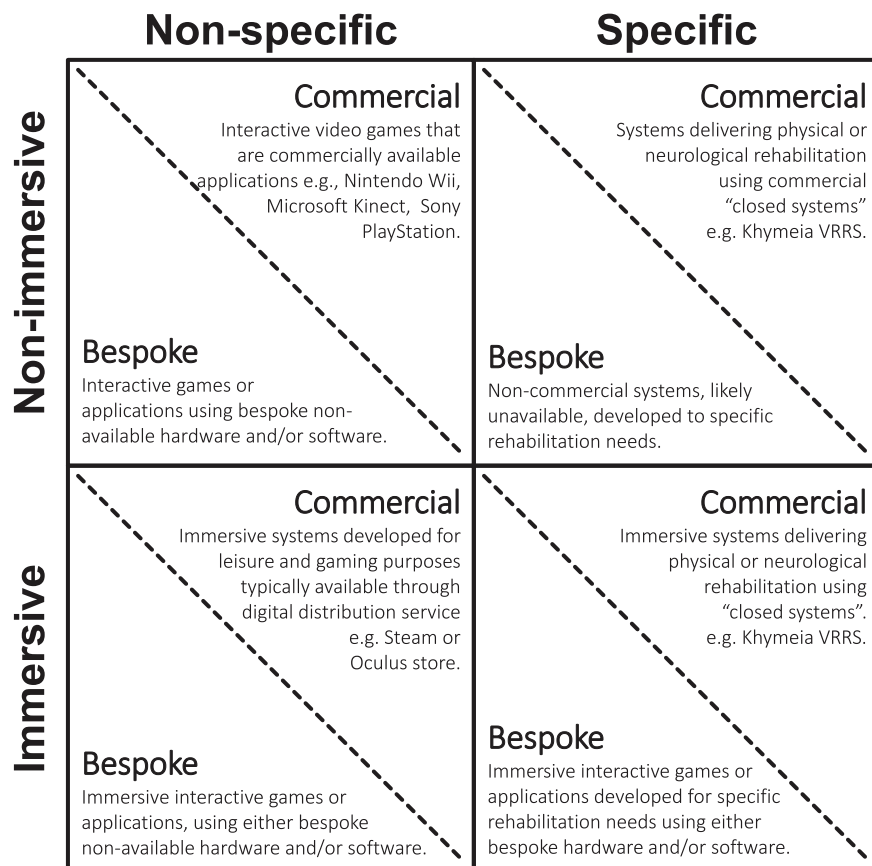 Non-specific
Specific
Non-immersive
Commercial
Interactive video games that
are commercially available
applications e.g., Nintendo Wii,
Microsoft Kinect, Sony
PlayStation.
Bespoke
Interactive games or
applications using bespoke non-
available hardware and/or software.
Commercial
Systems delivering physical or
neurological rehabilitation
using commercial
“closed systems”
e.g. Khymeia VRRS.
Bespoke
Non-commercial systems, likely
unavailable, developed to specific
rehabilitation needs.
Immersive
Commercial
Immersive systems developed for
leisure and gaming purposes
typically available through
digital distribution service
e.g. Steam or
Oculus store.
Bespoke
Immersive interactive games or
applications, using either bespoke
non-available hardware and/or software.
Commercial
Immersive systems delivering
physical or neurological
rehabilitation using
“closed systems”.
e.g. Khymeia VRRS.
Bespoke
Immersive interactive games or
applications developed for specific
rehabilitation needs using either
bespoke hardware and/or software.